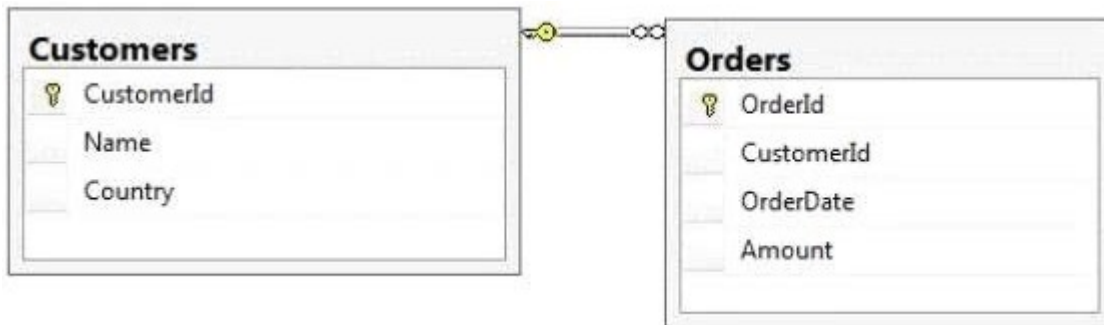 Customers
CustomerId
Name
Country
Orders
OrderId
CustomerId
OrderDate
Amount